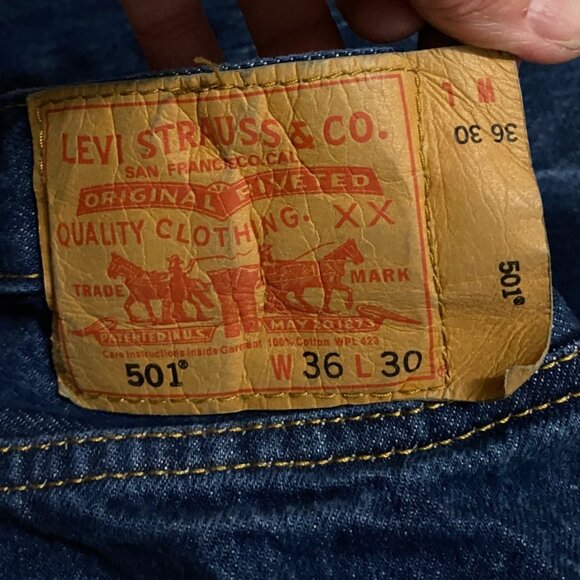 LEVI STRAUSS & CO.
SAN FRANCISCO, CAL.
ORIGINAL RIVETED
QUALITY CLOTHING. XX
TRADE MARK
PATENTED IN U.S. MAY 20 1873
Care Instructions Inside Garment 100% Cotton WPL 423
501® W 36 L 30
W L
36 30
501®